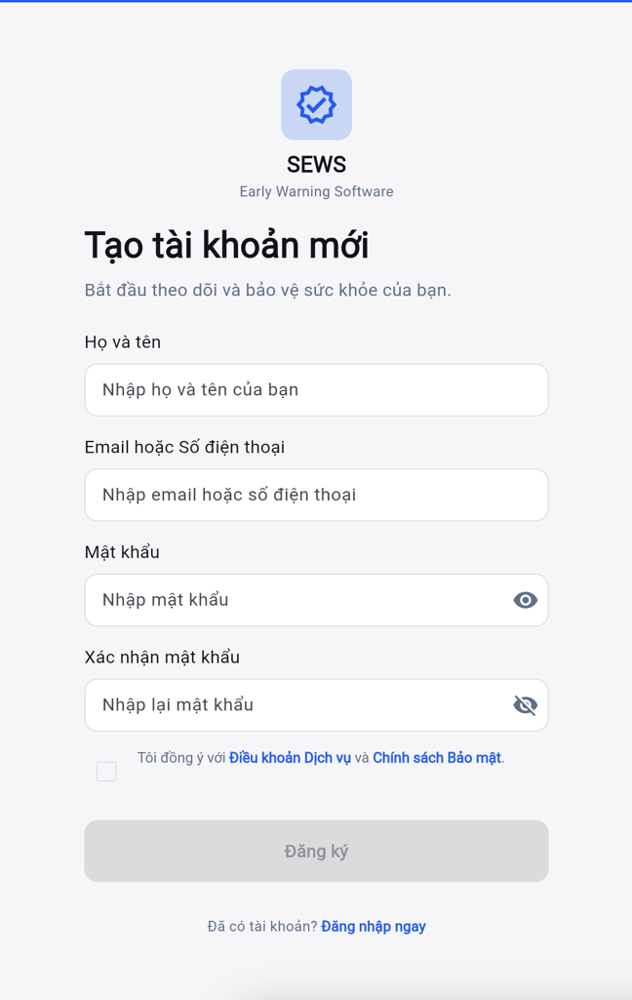 SEWS
Early Warning Software
Tạo tài khoản mới
Bắt đầu theo dõi và bảo vệ sức khỏe của bạn.
Họ và tên
Nhập họ và tên của bạn
Email hoặc Số điện thoại
Nhập email hoặc số điện thoại
Mật khẩu
Nhập mật khẩu
Xác nhận mật khẩu
Nhập lại mật khẩu
Tôi đồng ý với Điều khoản Dịch vụ và Chính sách Bảo mật.
Đăng ký
Đã có tài khoản? Đăng nhập ngay